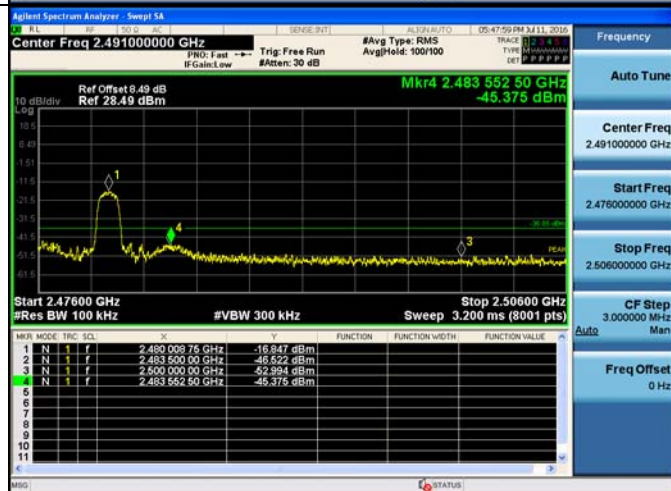 Agilent Spectrum Analyzer - Swept SA
RL RF 50 Ω AC SENSE:INT ALIGNAUTO 05:47:59 PM Jul 11, 2016
Center Freq 2.491000000 GHz #Avg Type: RMS TRACE 1 2 3 4 5 6
PNO: Fast Trig: Free Run Avg|Hold: 100/100 TYPE
IFGain:Low #Atten: 30 dB DET P P P P P P
Mkr4 2.483 552 50 GHz
-45.375 dBm
Ref Offset 8.49 dB
10 dB/div Ref 28.49 dBm
Log
18.5
8.49
-1.51
-11.5
-21.5
-31.5
-41.5
-51.5
-61.5
1
4
3
PEAK
Start 2.47600 GHz Stop 2.50600 GHz
#Res BW 100 kHz #VBW 300 kHz Sweep 3.200 ms (8001 pts)
MKR MODE TRC SCL X Y FUNCTION FUNCTION WIDTH FUNCTION VALUE
1 N 1 f 2.480 008 75 GHz -16.847 dBm
2 N 1 f 2.483 500 00 GHz -46.522 dBm
3 N 1 f 2.500 000 00 GHz -52.994 dBm
4 N 1 f 2.483 552 50 GHz -45.375 dBm
5
6
7
8
9
10
11
MSG STATUS
Frequency
Auto Tune
Center Freq
2.491000000 GHz
Start Freq
2.476000000 GHz
Stop Freq
2.506000000 GHz
CF Step
3.000000 MHz
Auto Man
Freq Offset
0 Hz